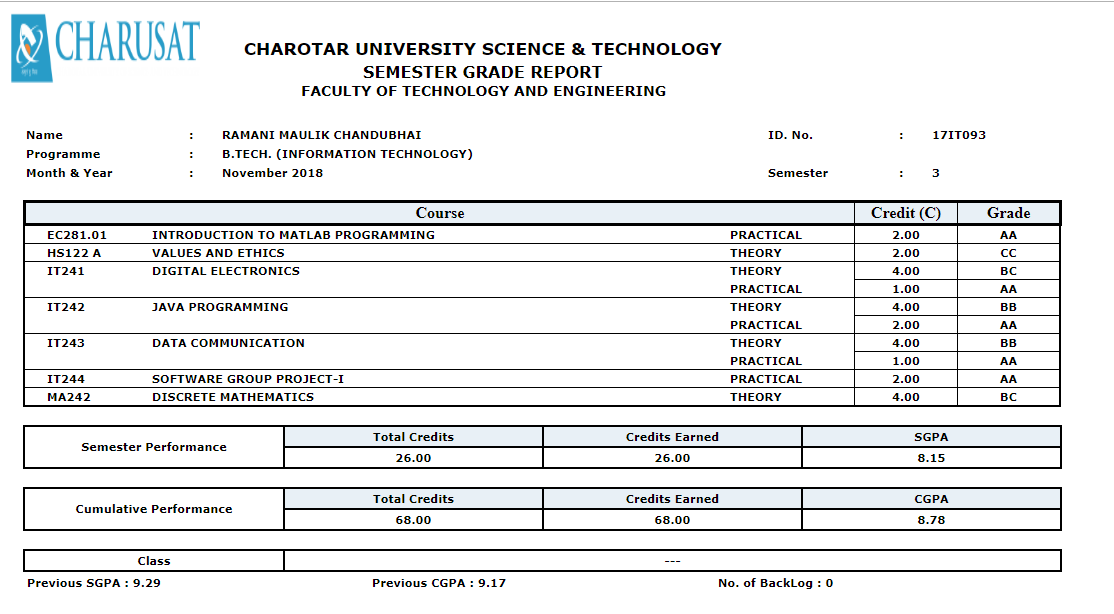 CHARUSAT
CHAROTAR UNIVERSITY SCIENCE & TECHNOLOGY
SEMESTER GRADE REPORT
FACULTY OF TECHNOLOGY AND ENGINEERING
Name : RAMANI MAULIK CHANDUBHAI ID. No. : 17IT093
Programme : B.TECH. (INFORMATION TECHNOLOGY)
Month & Year : November 2018 Semester : 3
Course Credit (C) Grade
EC281.01 INTRODUCTION TO MATLAB PROGRAMMING PRACTICAL 2.00 AA
HS122 A VALUES AND ETHICS THEORY 2.00 CC
IT241 DIGITAL ELECTRONICS THEORY 4.00 BC
PRACTICAL 1.00 AA
IT242 JAVA PROGRAMMING THEORY 4.00 BB
PRACTICAL 2.00 AA
IT243 DATA COMMUNICATION THEORY 4.00 BB
PRACTICAL 1.00 AA
IT244 SOFTWARE GROUP PROJECT-I PRACTICAL 2.00 AA
MA242 DISCRETE MATHEMATICS THEORY 4.00 BC
Semester Performance Total Credits Credits Earned SGPA
26.00 26.00 8.15
Cumulative Performance Total Credits Credits Earned CGPA
68.00 68.00 8.78
Class ---
Previous SGPA : 9.29 Previous CGPA : 9.17 No. of BackLog : 0